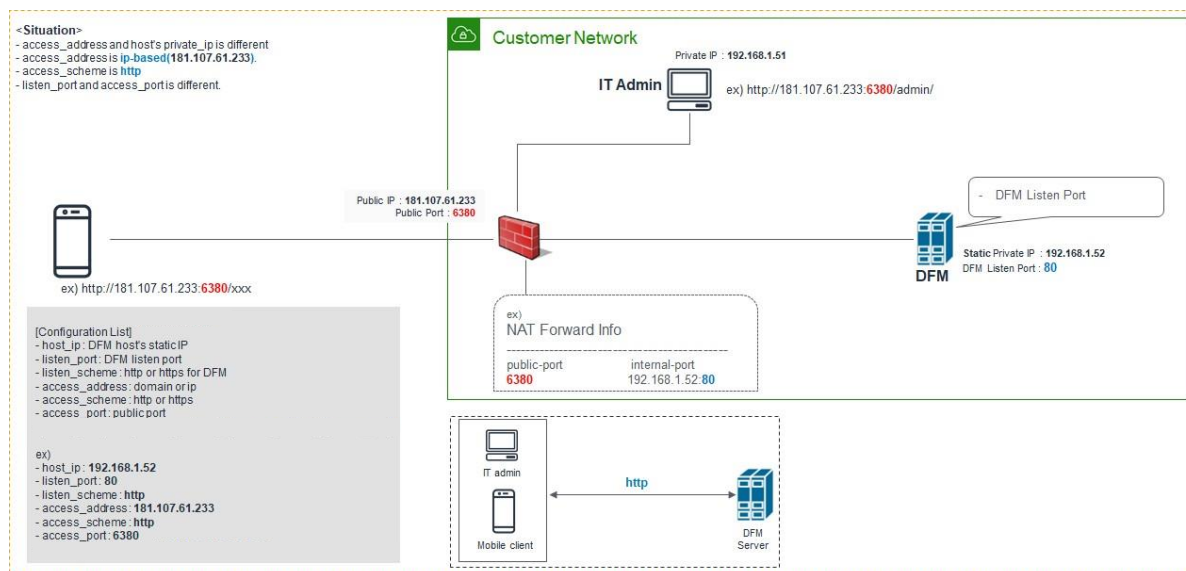 <Situation>
- access_address and host's private_ip is different
- access_address is ip-based(181.107.61.233).
- access_scheme is http
- listen_port and access_port is different.
Customer Network
Private IP : 192.168.1.51
IT Admin
ex) http://181.107.61.233:6380/admin/
Public IP : 181.107.61.233
Public Port : 6380
- DFM Listen Port
Static Private IP : 192.168.1.52
DFM Listen Port : 80
DFM
ex) http://181.107.61.233:6380/xxx
ex)
NAT Forward Info
--------------------------------------------------
public-port internal-port
6380 192.168.1.52:80
[Configuration List]
- host_ip : DFM host's static IP
- listen_port: DFM listen port
- listen_scheme : http or https for DFM
- access_address : domain or ip
- access_scheme : http or https
- access_port : public port
ex)
- host_ip : 192.168.1.52
- listen_port : 80
- listen_scheme : http
- access_address : 181.107.61.233
- access_scheme : http
- access_port : 6380
IT admin
http
Mobile client
DFM
Server